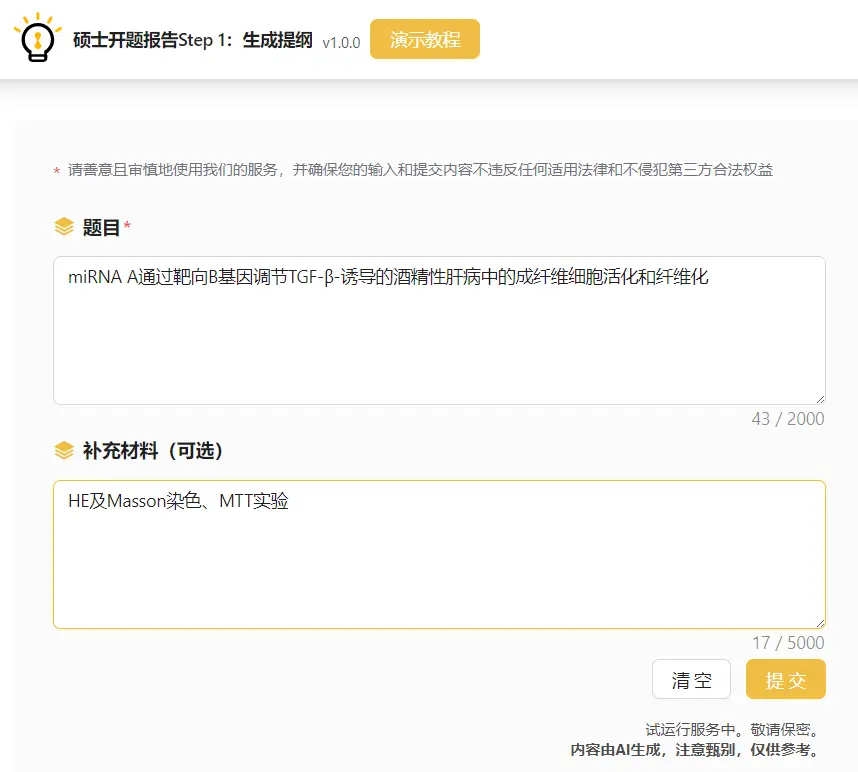 硕士开题报告Step 1：生成提纲 v1.0.0 演示教程
* 请善意且审慎地使用我们的服务，并确保您的输入和提交内容不违反任何适用法律和不侵犯第三方合法权益
题目*
miRNA A通过靶向B基因调节TGF-β-诱导的酒精性肝病中的成纤维细胞活化和纤维化
43 / 2000
补充材料（可选）
HE及Masson染色、MTT实验
17 / 5000
清空 提交
试运行服务中。敬请保密。
内容由AI生成，注意甄别，仅供参考。